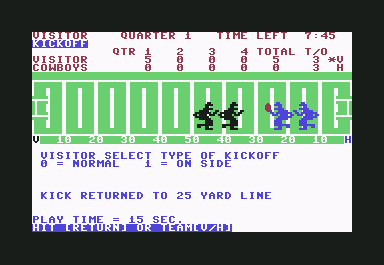 VISITOR QUARTER 1 TIME LEFT 7:45
KICKOFF
QTR 1 2 3 4 TOTAL T/O
VISITOR 5 0 0 0 5 3 *V
COWBOYS 0 0 0 0 0 3 H
V 10 20 30 40 50 40 30 20 10 H
VISITOR SELECT TYPE OF KICKOFF
0 = NORMAL 1 = ON SIDE
KICK RETURNED TO 25 YARD LINE
PLAY TIME = 15 SEC.
HIT [RETURN] OR TEAM[V/H]